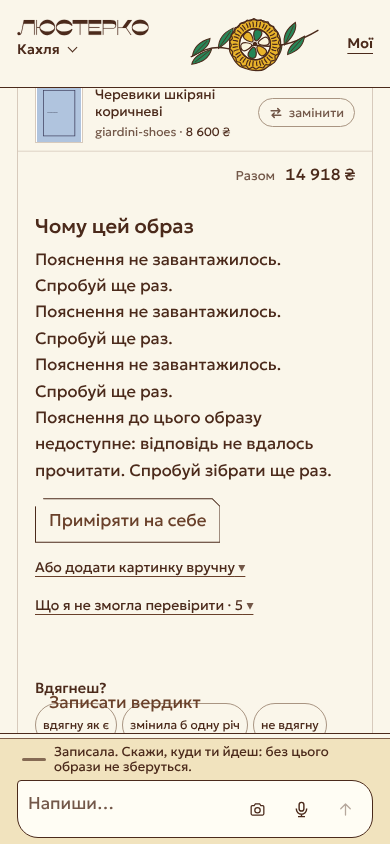 ЛЮСТЕРКО
Кахля
Мої
Черевики шкіряні
коричневі
giardini-shoes · 8 600 ₴
замінити
Разом 14 918 ₴
Чому цей образ
Пояснення не завантажилось.
Спробуй ще раз.
Пояснення не завантажилось.
Спробуй ще раз.
Пояснення не завантажилось.
Спробуй ще раз.
Пояснення до цього образу
недоступне: відповідь не вдалось
прочитати. Спробуй зібрати ще раз.
Приміряти на себе
Або додати картинку вручну ▾
Що я не змогла перевірити · 5 ▾
Вдягнеш?
Записати вердикт
вдягну як є
змінила б одну річ
не вдягну
Записала. Скажи, куди ти йдеш: без цього
образи не зберуться.
Напиши...